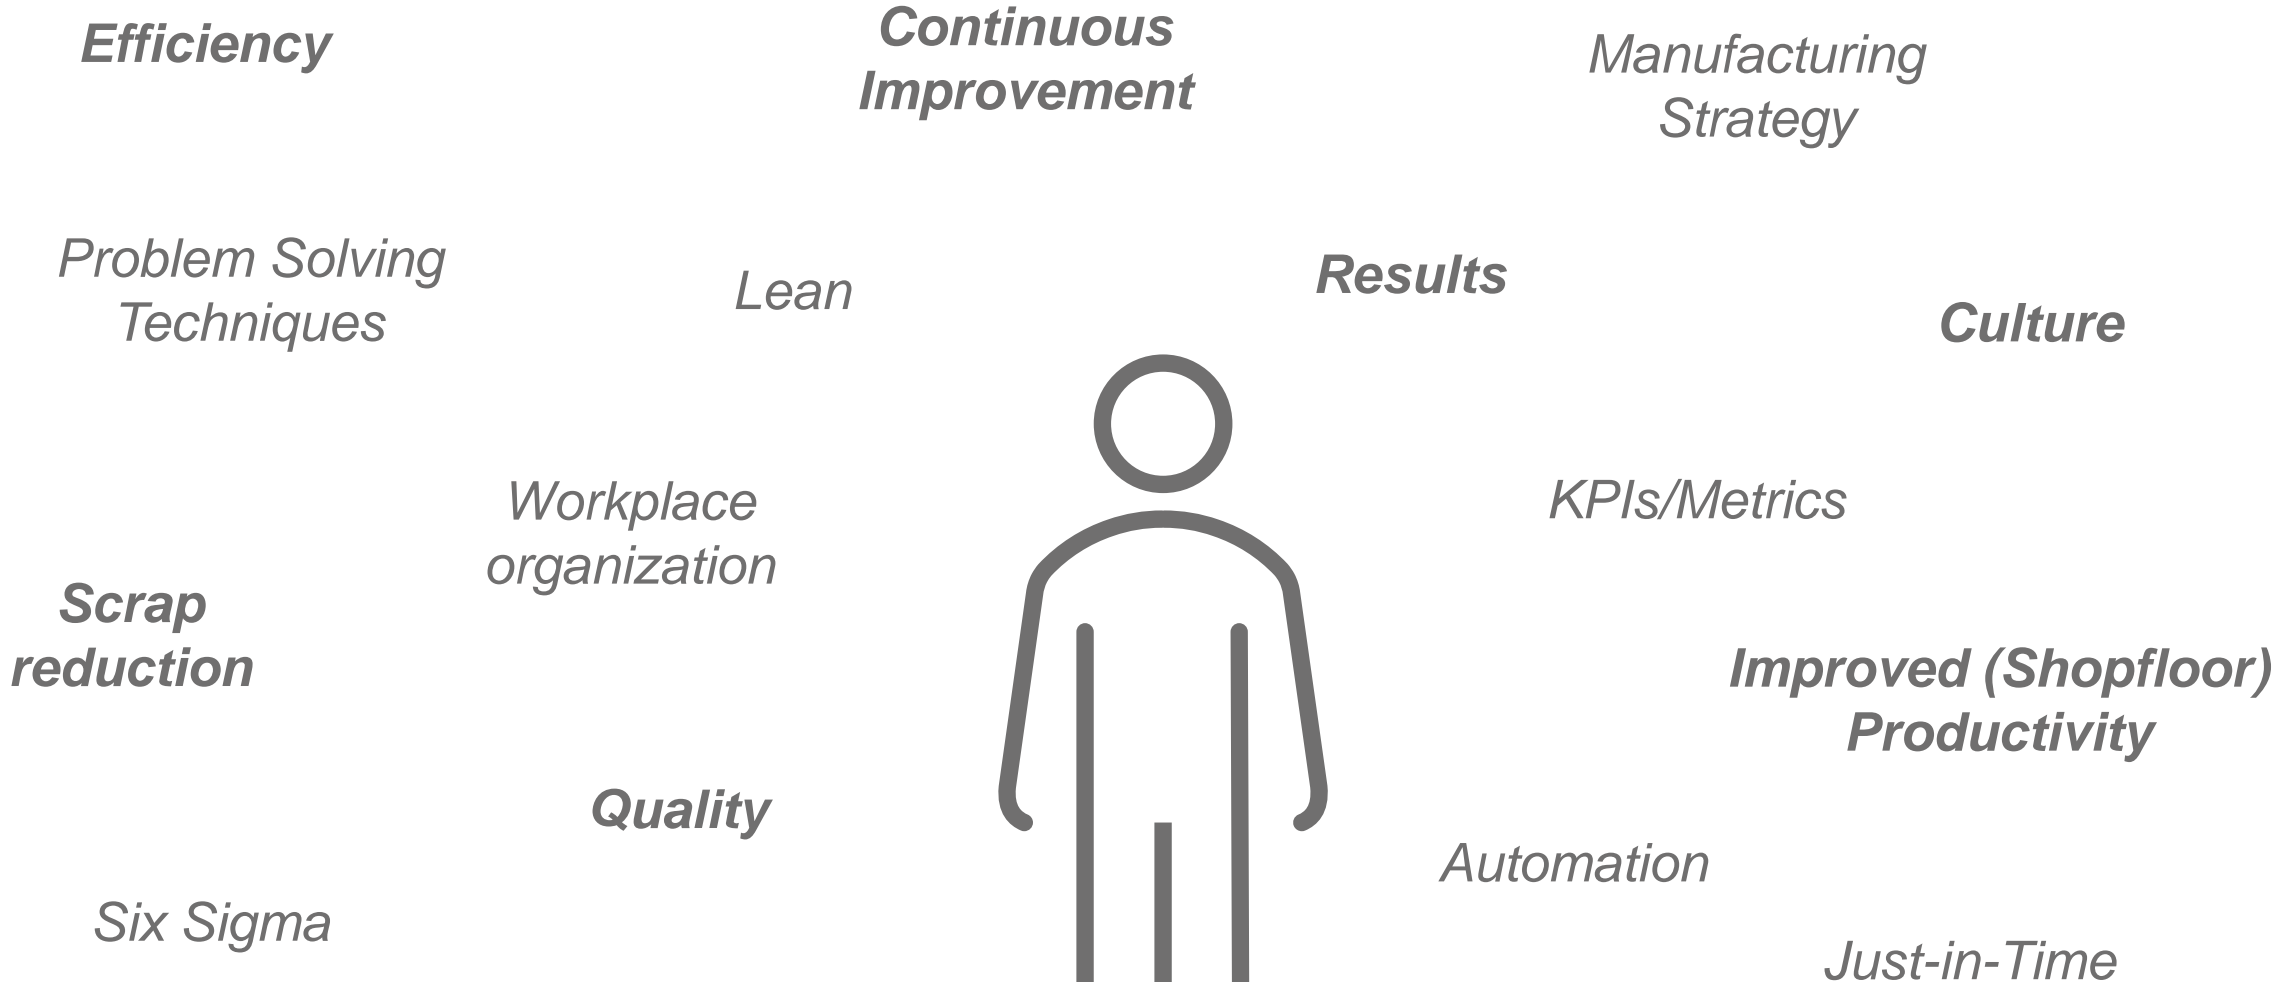 Efficiency
Continuous
Improvement
Manufacturing
Strategy
Problem Solving
Techniques
Lean
Results
Culture
Workplace
organization
KPIs/Metrics
Scrap
reduction
Improved (Shopfloor)
Productivity
Quality
Automation
Six Sigma
Just-in-Time